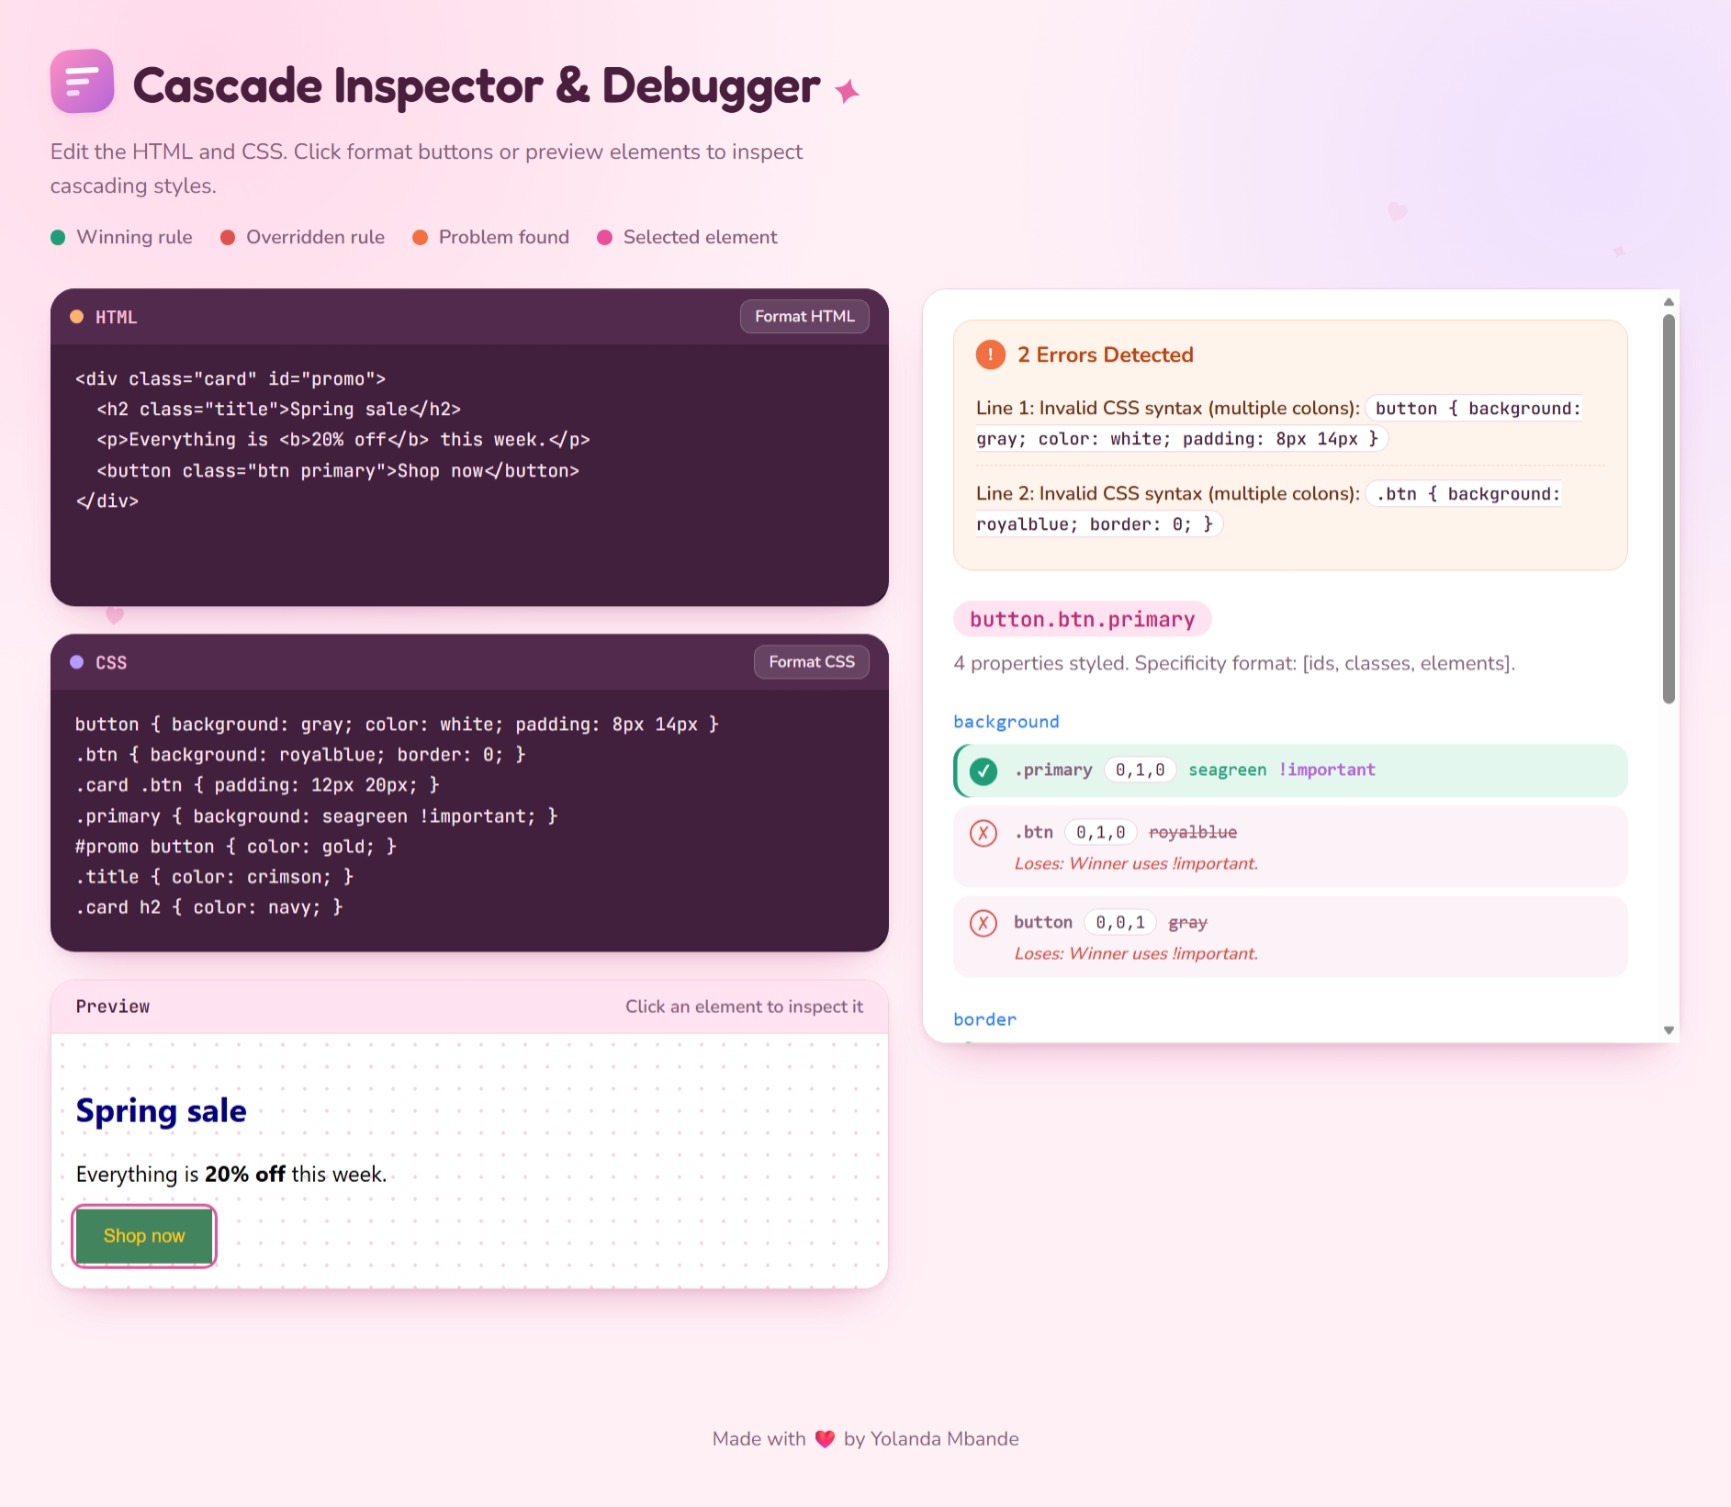 Cascade Inspector & Debugger
Edit the HTML and CSS. Click format buttons or preview elements to inspect
cascading styles.
Winning rule
Overridden rule
Problem found
Selected element
HTML
Format HTML
<div class="card" id="promo">
  <h2 class="title">Spring sale</h2>
  <p>Everything is <b>20% off</b> this week.</p>
  <button class="btn primary">Shop now</button>
</div>
CSS
Format CSS
button { background: gray; color: white; padding: 8px 14px }
.btn { background: royalblue; border: 0; }
.card .btn { padding: 12px 20px; }
.primary { background: seagreen !important; }
#promo button { color: gold; }
.title { color: crimson; }
.card h2 { color: navy; }
Preview
Click an element to inspect it
Spring sale
Everything is 20% off this week.
Shop now
! 2 Errors Detected
Line 1: Invalid CSS syntax (multiple colons): button { background:
gray; color: white; padding: 8px 14px }
Line 2: Invalid CSS syntax (multiple colons): .btn { background:
royalblue; border: 0; }
button.btn.primary
4 properties styled. Specificity format: [ids, classes, elements].
background
✓ .primary 0,1,0 seagreen !important
X .btn 0,1,0 royalblue
Loses: Winner uses !important.
X button 0,0,1 gray
Loses: Winner uses !important.
border
Made with ❤️ by Yolanda Mbande